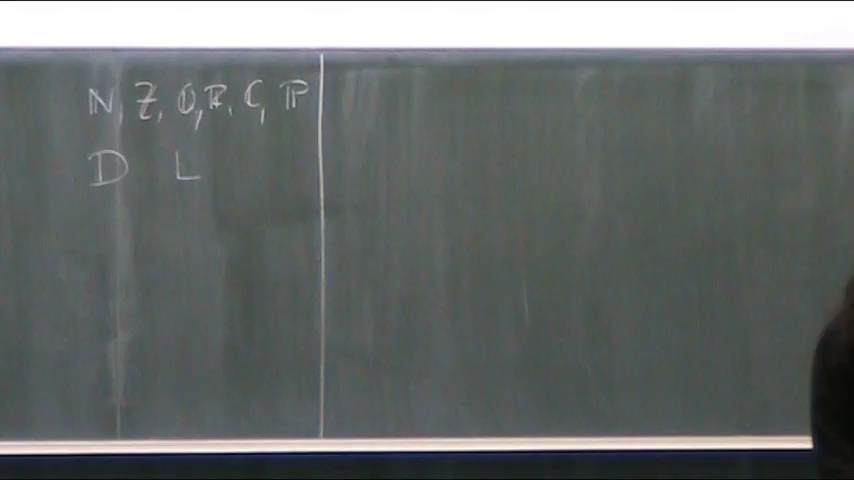 ℕ, ℤ, ℚ, ℝ, ℂ, ℙ
D L